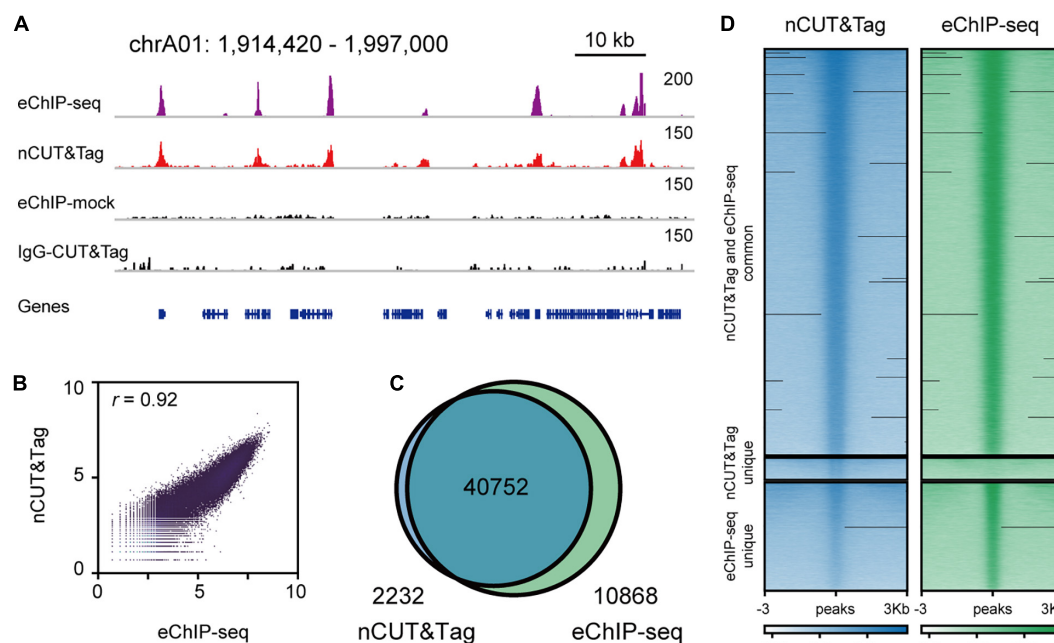 A
chrA01: 1,914,420 - 1,997,000
10 kb
eChIP-seq
200
nCUT&Tag
150
eChIP-mock
150
IgG-CUT&Tag
150
Genes
B
10
r = 0.92
nCUT&Tag
5
0
0
5
10
eChIP-seq
C
40752
2232
10868
nCUT&Tag
eChIP-seq
D
nCUT&Tag
eChIP-seq
nCUT&Tag and eChIP-seq
common
nCUT&Tag
unique
eChIP-seq
unique
-3
peaks
3Kb
-3
peaks
3K